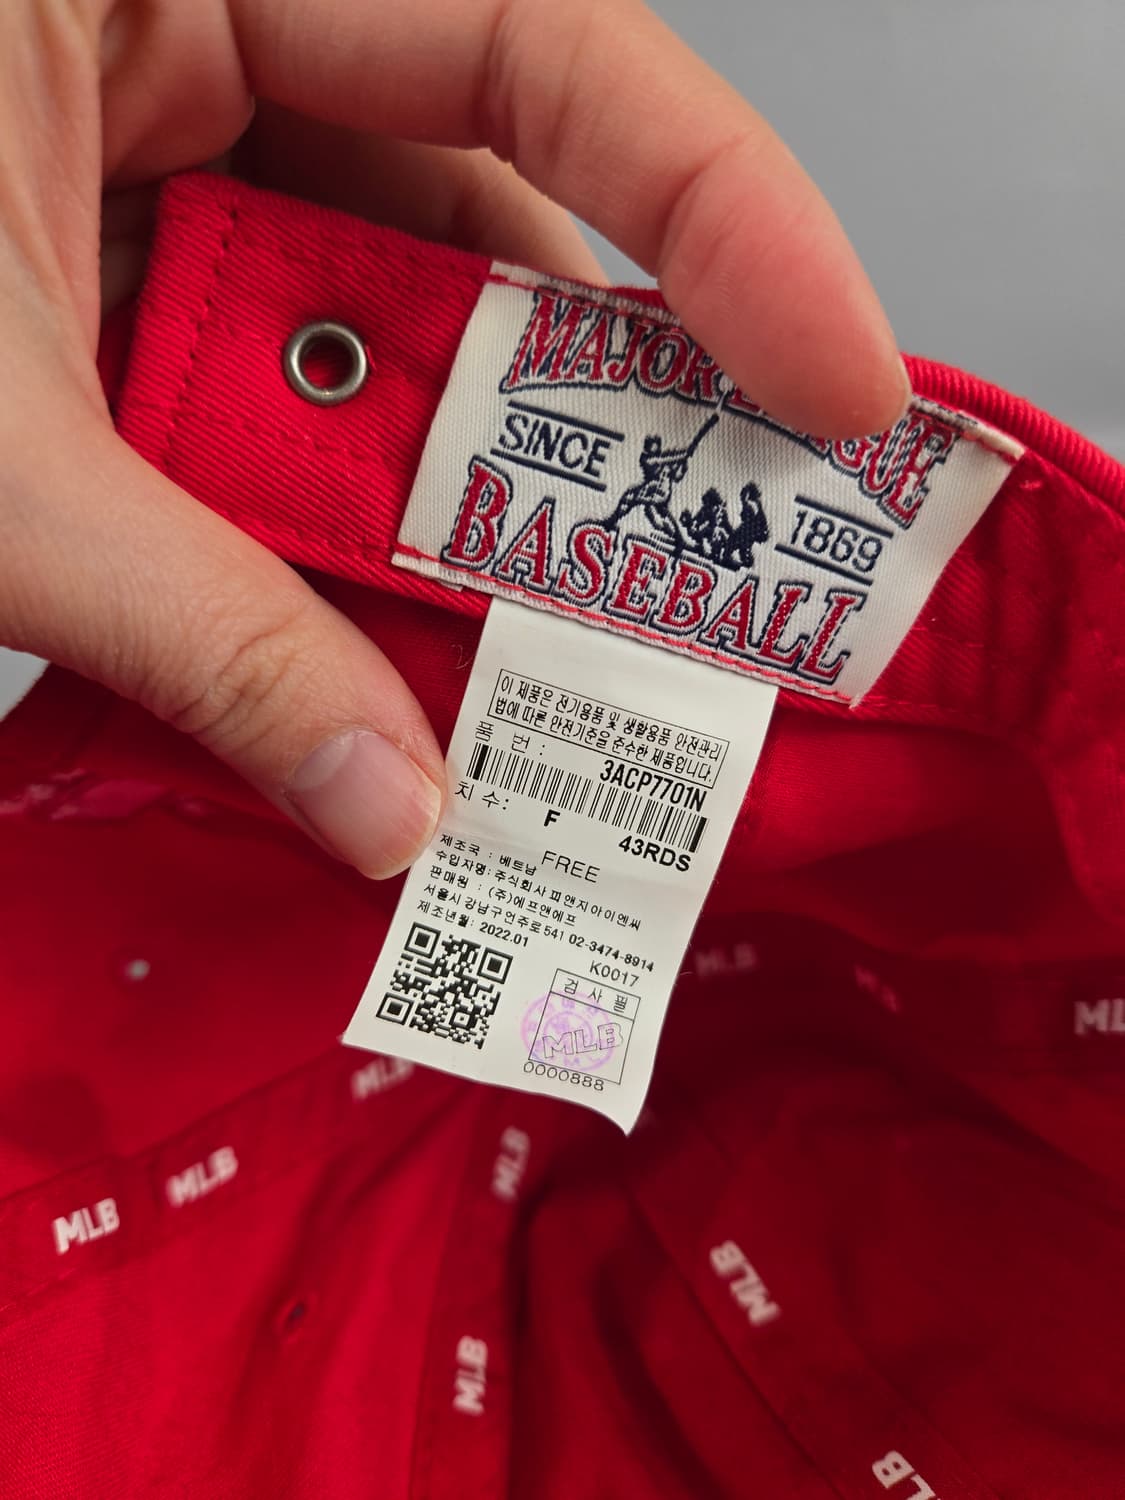 MAJOR LEAGUE
SINCE
1869
BASEBALL
이 제품은 전기용품 및 생활용품 안전관리
법에 따른 안전기준을 준수한 제품입니다.
품 번 :
3ACP7701N
치 수:
F
43RDS
FREE
제조국 : 베트남
수입자명: 주식회사 피앤지아이엔씨
판매원 : (주)에프앤에프
서울시 강남구 언주로 541 02-3474-8914
제조년월: 2022.01
K0017
검 사 필
MLB
0000888
MLB
MLB
ML
MLB
MLB
MLB
MLB
MLB
MLB